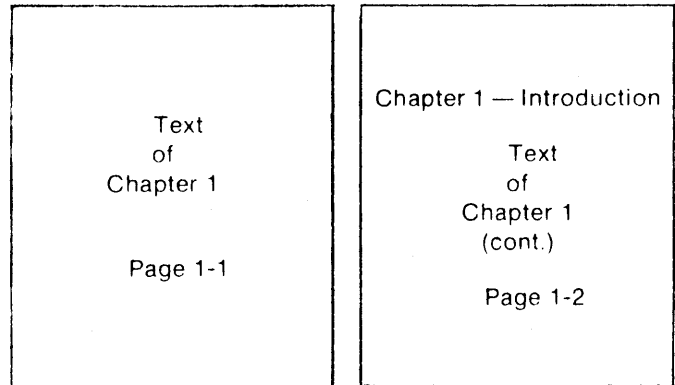 Text
of
Chapter 1
Page 1-1
Chapter 1 — Introduction
Text
of
Chapter 1
(cont.)
Page 1-2